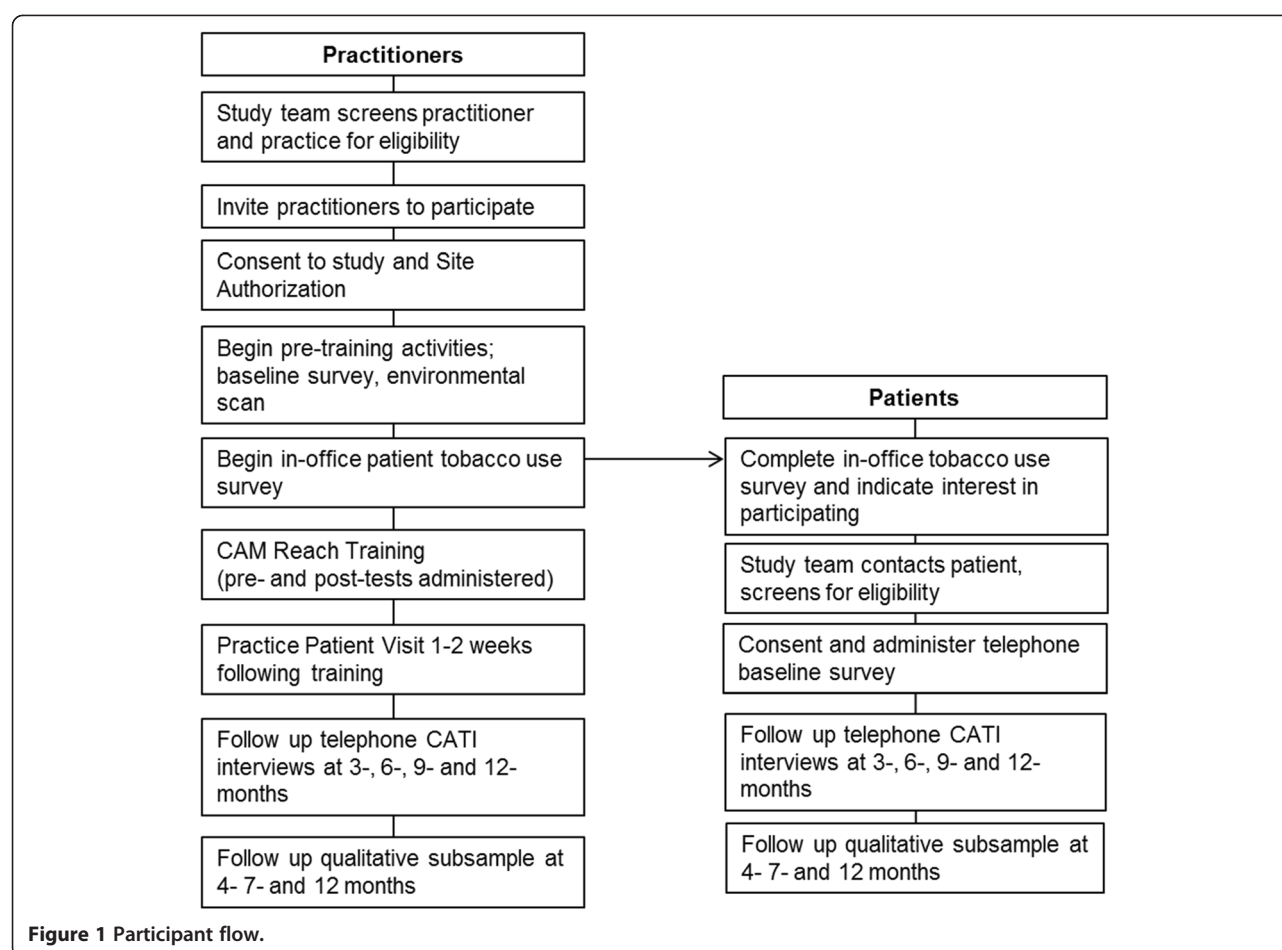 Practitioners
Study team screens practitioner
and practice for eligibility
Invite practitioners to participate
Consent to study and Site
Authorization
Begin pre-training activities;
baseline survey, environmental
scan
Begin in-office patient tobacco use
survey
CAM Reach Training
(pre- and post-tests administered)
Practice Patient Visit 1-2 weeks
following training
Follow up telephone CATI
interviews at 3-, 6-, 9- and 12-
months
Follow up qualitative subsample at
4- 7- and 12 months
Patients
Complete in-office tobacco use
survey and indicate interest in
participating
Study team contacts patient,
screens for eligibility
Consent and administer telephone
baseline survey
Follow up telephone CATI
interviews at 3-, 6-, 9- and 12-
months
Follow up qualitative subsample at
4- 7- and 12 months
Figure 1 Participant flow.